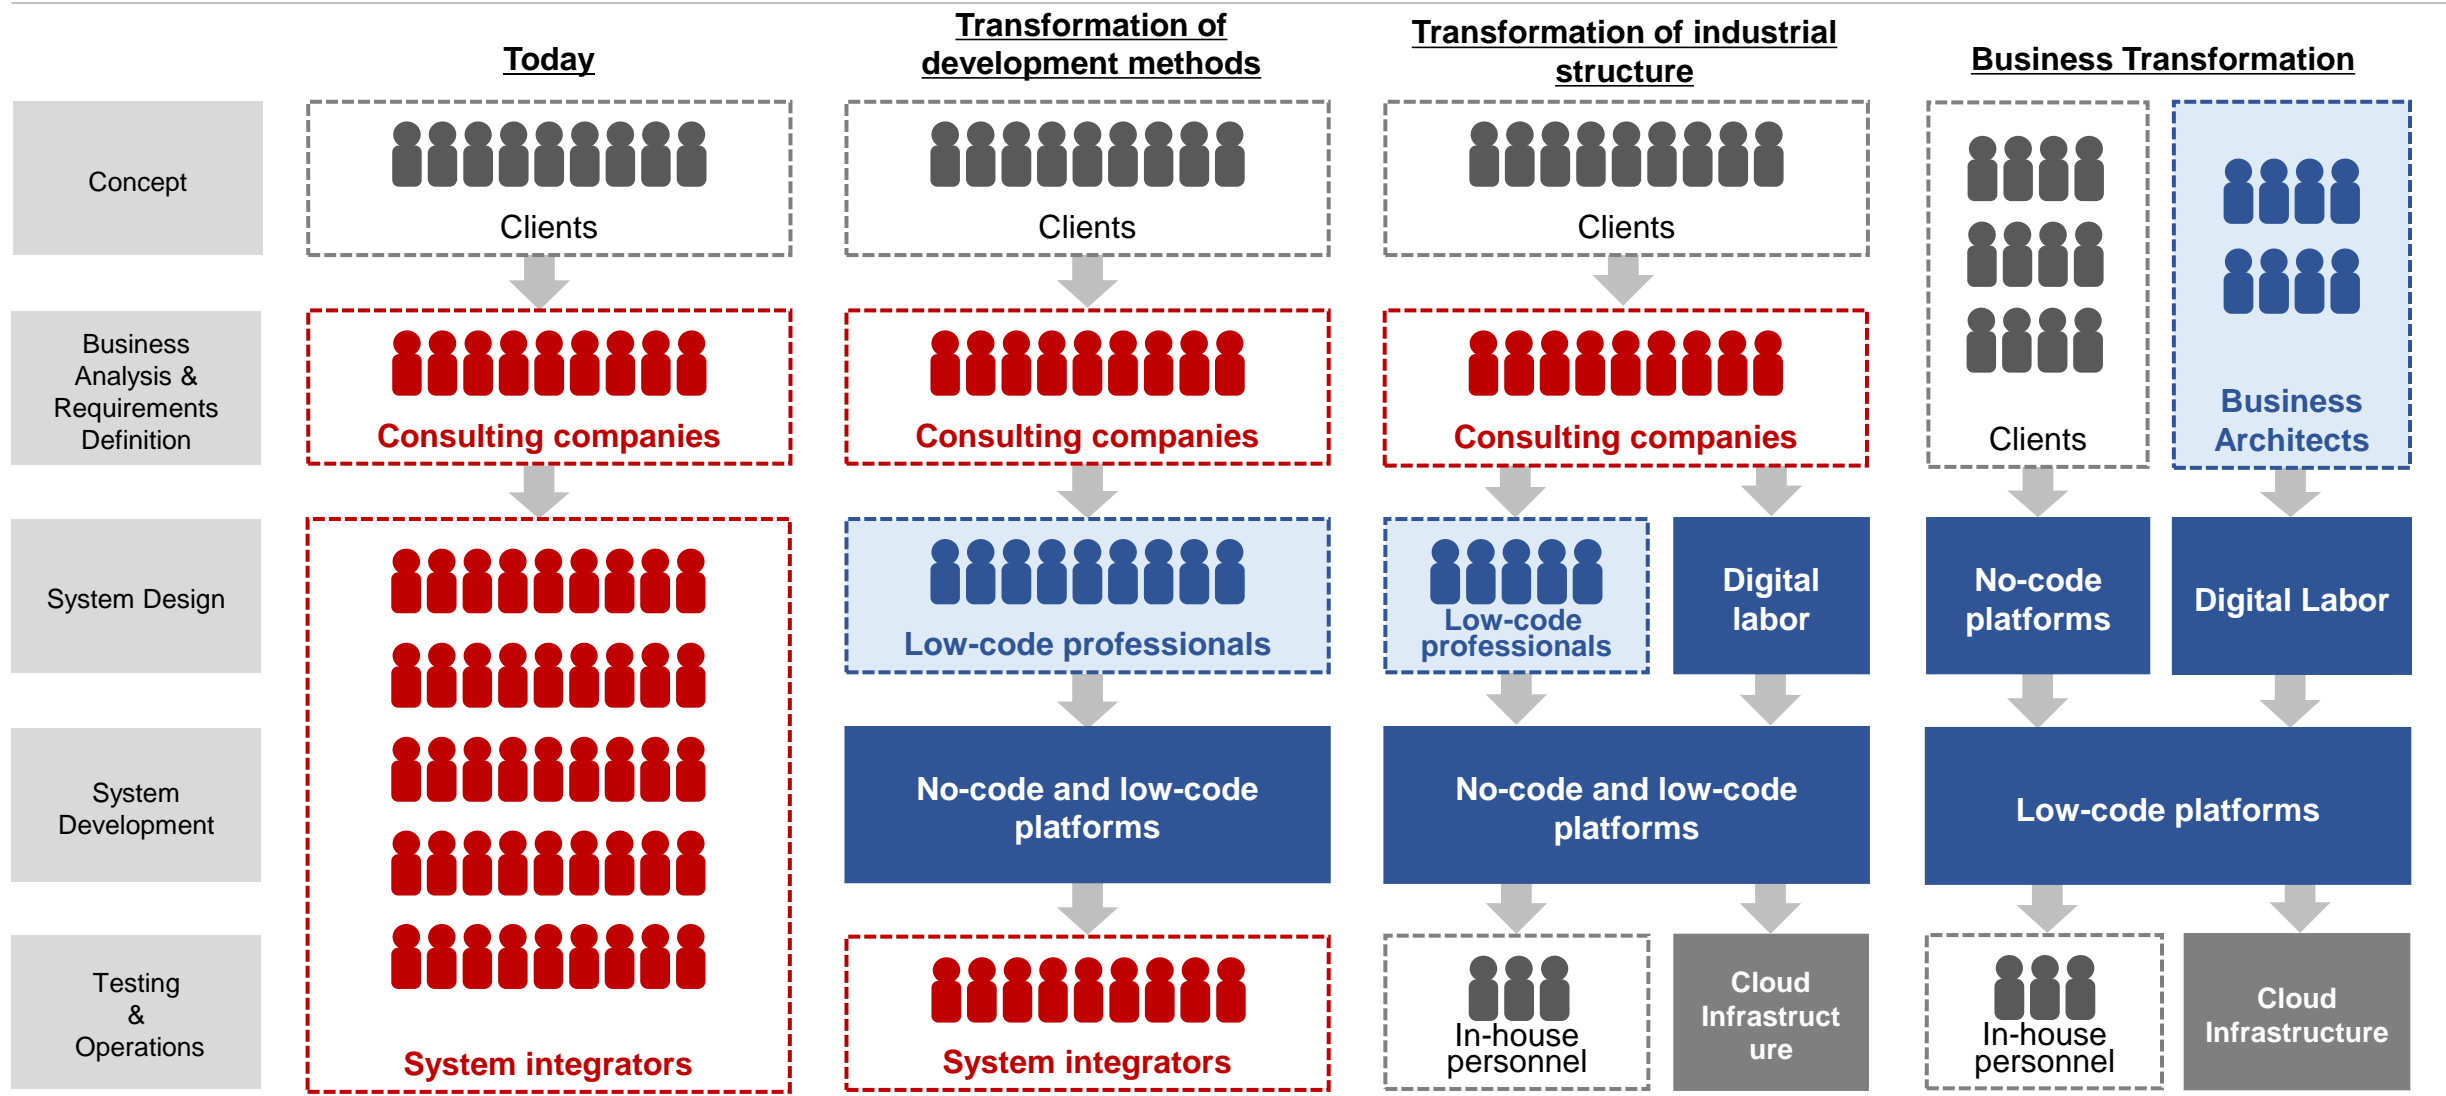 Today
Transformation of
development methods
Transformation of industrial
structure
Business Transformation
Concept
Clients
Clients
Clients
Business
Analysis &
Requirements
Definition
Consulting companies
Consulting companies
Consulting companies
Clients
Business
Architects
System Design
Low-code professionals
Low-code
professionals
Digital
labor
No-code
platforms
Digital Labor
System
Development
No-code and low-code
platforms
No-code and low-code
platforms
Low-code platforms
Testing
&
Operations
System integrators
System integrators
In-house
personnel
Cloud
Infrastruct
ure
In-house
personnel
Cloud
Infrastructure